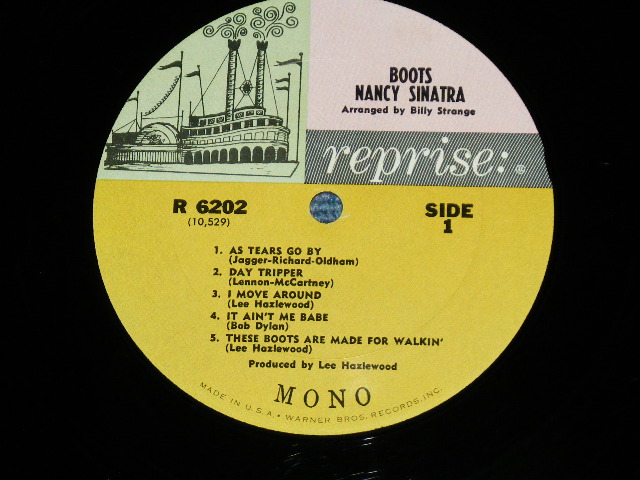 BOOTS
NANCY SINATRA
Arranged by Billy Strange
reprise:
R 6202
(10,529)
SIDE
1
1. AS TEARS GO BY
(Jagger-Richard-Oldham)
2. DAY TRIPPER
(Lennon-McCartney)
3. I MOVE AROUND
(Lee Hazlewood)
4. IT AIN'T ME BABE
(Bob Dylan)
5. THESE BOOTS ARE MADE FOR WALKIN'
(Lee Hazlewood)
Produced by Lee Hazlewood
MONO
MADE IN U.S.A. • WARNER BROS. RECORDS, INC.